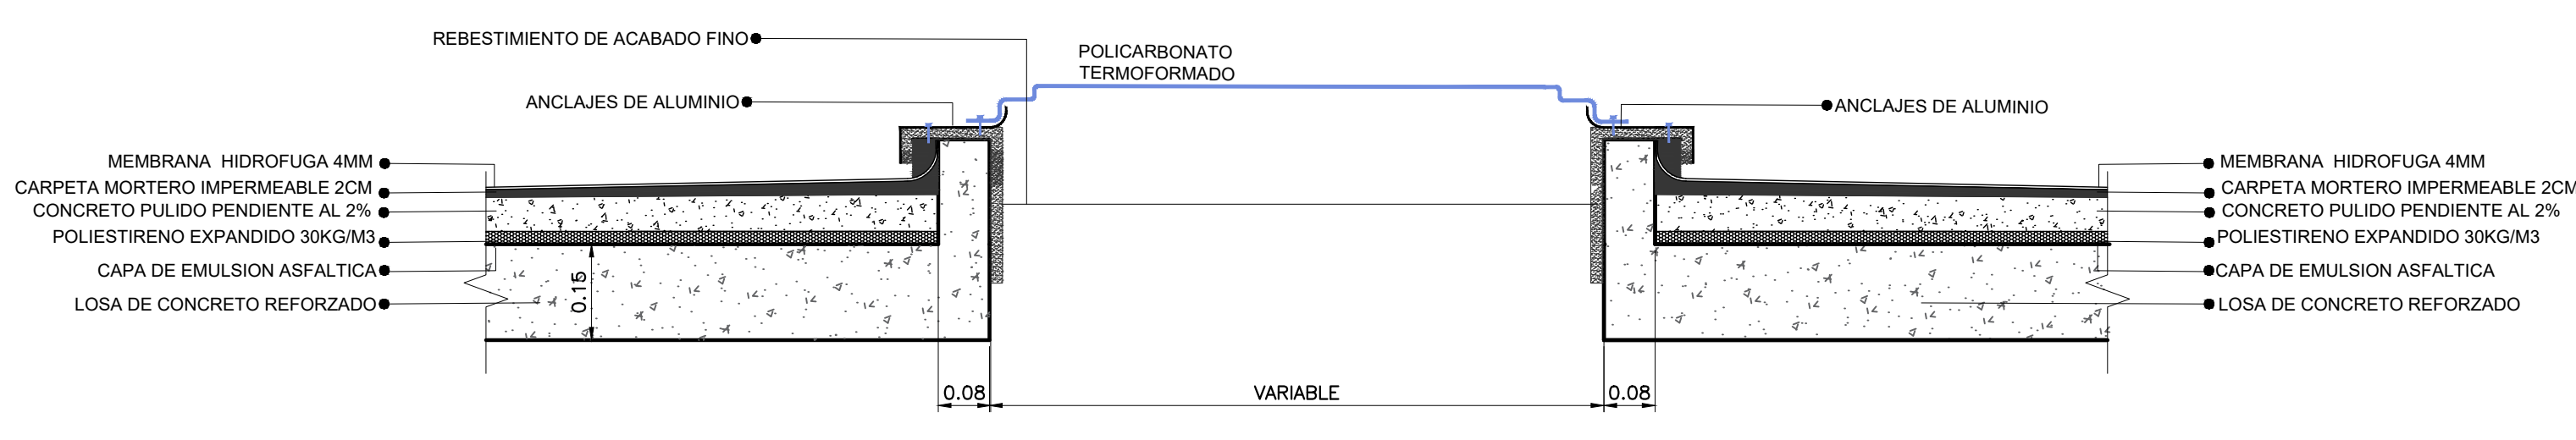 REBESTIMIENTO DE ACABADO FINO
POLICARBONATO
TERMOFORMADO
ANCLAJES DE ALUMINIO
ANCLAJES DE ALUMINIO
MEMBRANA HIDROFUGA 4MM
CARPETA MORTERO IMPERMEABLE 2CM
CONCRETO PULIDO PENDIENTE AL 2%
POLIESTIRENO EXPANDIDO 30KG/M3
CAPA DE EMULSION ASFALTICA
LOSA DE CONCRETO REFORZADO
0.15
MEMBRANA HIDROFUGA 4MM
CARPETA MORTERO IMPERMEABLE 2CM
CONCRETO PULIDO PENDIENTE AL 2%
POLIESTIRENO EXPANDIDO 30KG/M3
CAPA DE EMULSION ASFALTICA
LOSA DE CONCRETO REFORZADO
0.08
VARIABLE
0.08